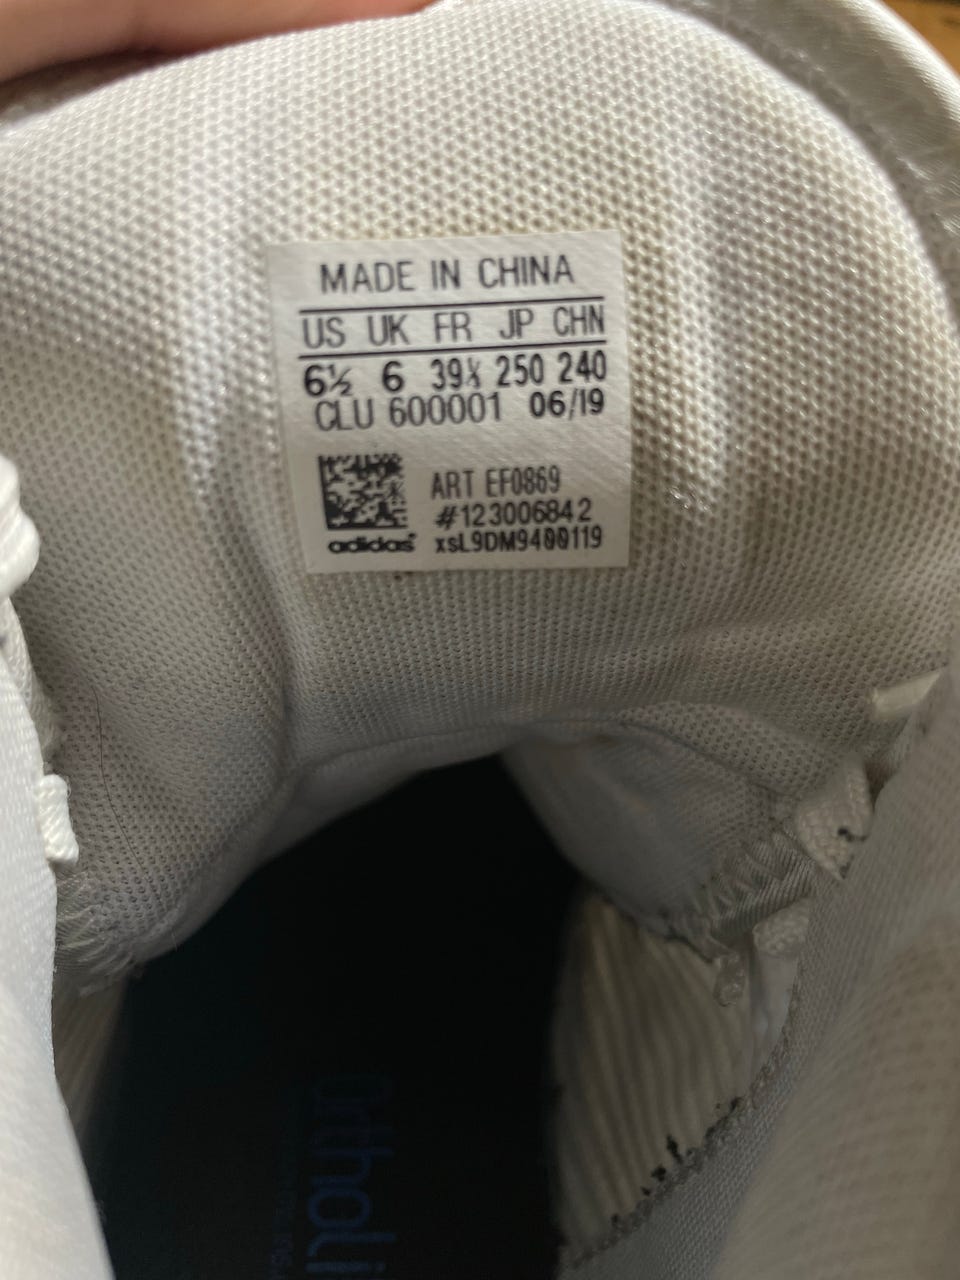 MADE IN CHINA
US UK FR JP CHN
6½ 6 39⅓ 250 240
CLU 600001 06/19
ART EF0869
#123006842
adidas xsL9DM9400119
Ortholi